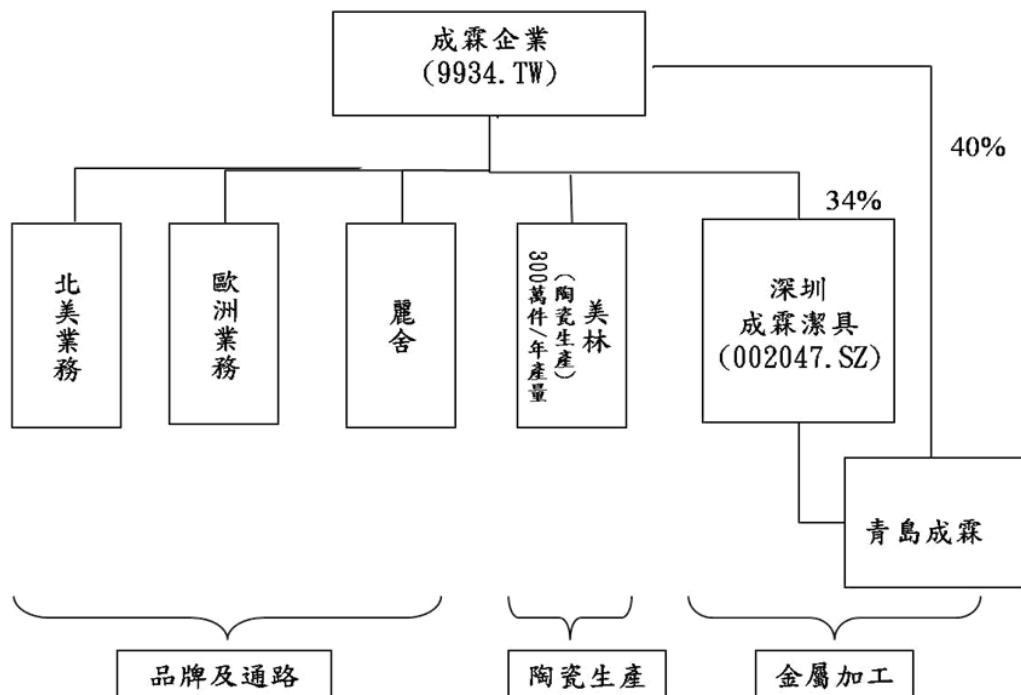 成霖企業
(9934.TW)
40%
34%
北美業務
歐洲業務
麗舍
美林
(陶瓷生產)
300萬件/年產量
深圳
成霖潔具
(002047.SZ)
青島成霖
品牌及通路
陶瓷生產
金屬加工